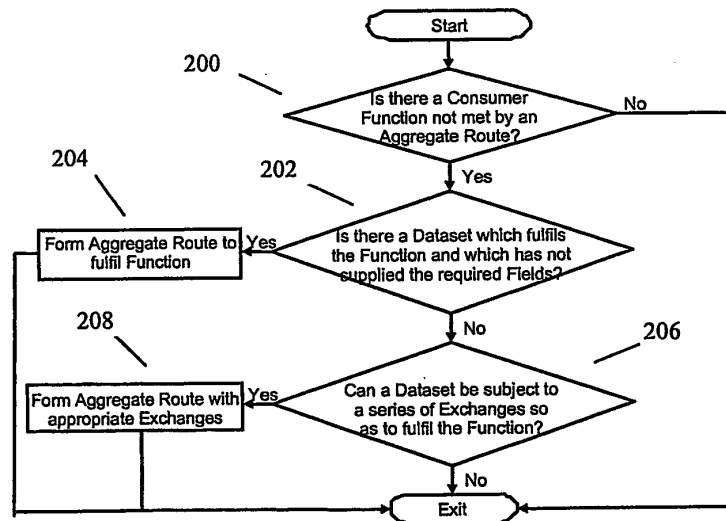 Start
200
Is there a Consumer
Function not met by an
Aggregate Route?
No
Yes
202
204
Form Aggregate Route to
fulfil Function
Yes
Is there a Dataset which fulfils
the Function and which has not
supplied the required Fields?
No
208
206
Form Aggregate Route with
appropriate Exchanges
Yes
Can a Dataset be subject to
a series of Exchanges so
as to fulfil the Function?
No
Exit